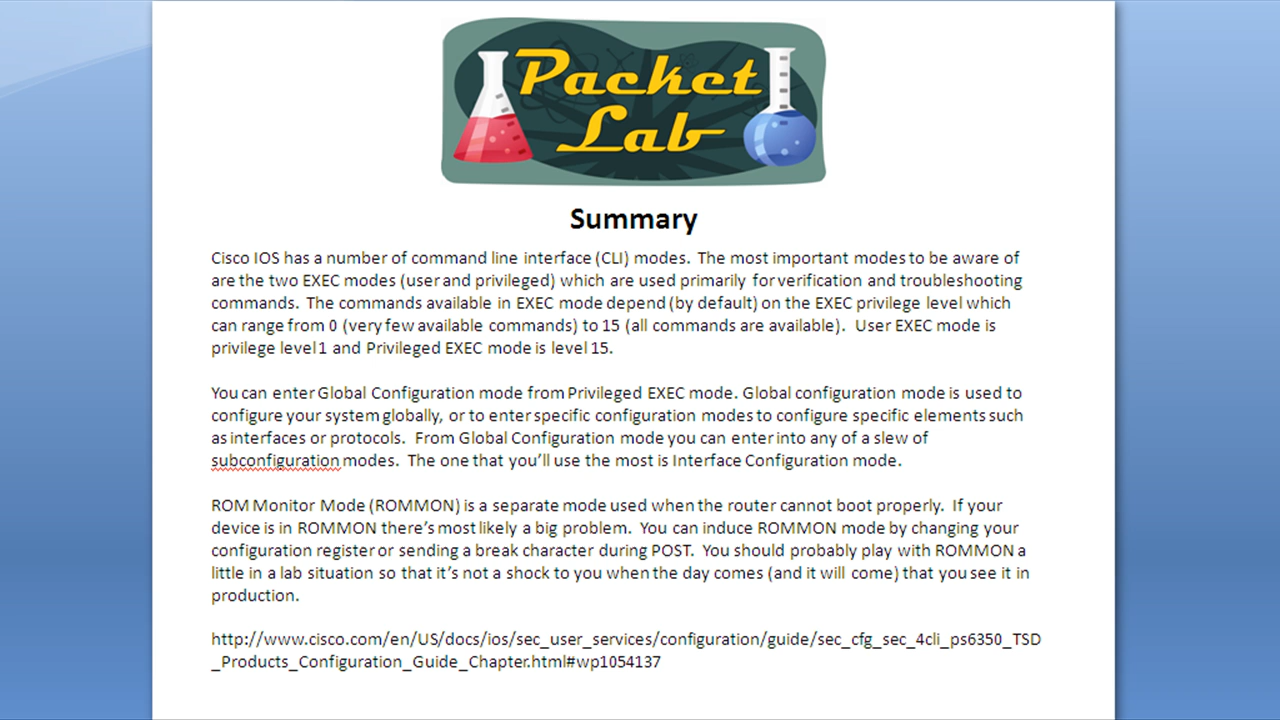 Packet
Lab
Summary
Cisco IOS has a number of command line interface (CLI) modes. The most important modes to be aware of
are the two EXEC modes (user and privileged) which are used primarily for verification and troubleshooting
commands. The commands available in EXEC mode depend (by default) on the EXEC privilege level which
can range from 0 (very few available commands) to 15 (all commands are available). User EXEC mode is
privilege level 1 and Privileged EXEC mode is level 15.
You can enter Global Configuration mode from Privileged EXEC mode. Global configuration mode is used to
configure your system globally, or to enter specific configuration modes to configure specific elements such
as interfaces or protocols. From Global Configuration mode you can enter into any of a slew of
subconfiguration modes. The one that you'll use the most is Interface Configuration mode.
ROM Monitor Mode (ROMMON) is a separate mode used when the router cannot boot properly. If your
device is in ROMMON there's most likely a big problem. You can induce ROMMON mode by changing your
configuration register or sending a break character during POST. You should probably play with ROMMON a
little in a lab situation so that it's not a shock to you when the day comes (and it will come) that you see it in
production.
http://www.cisco.com/en/US/docs/ios/sec_user_services/configuration/guide/sec_cfg_sec_4cli_ps6350_TSD
_Products_Configuration_Guide_Chapter.html#wp1054137